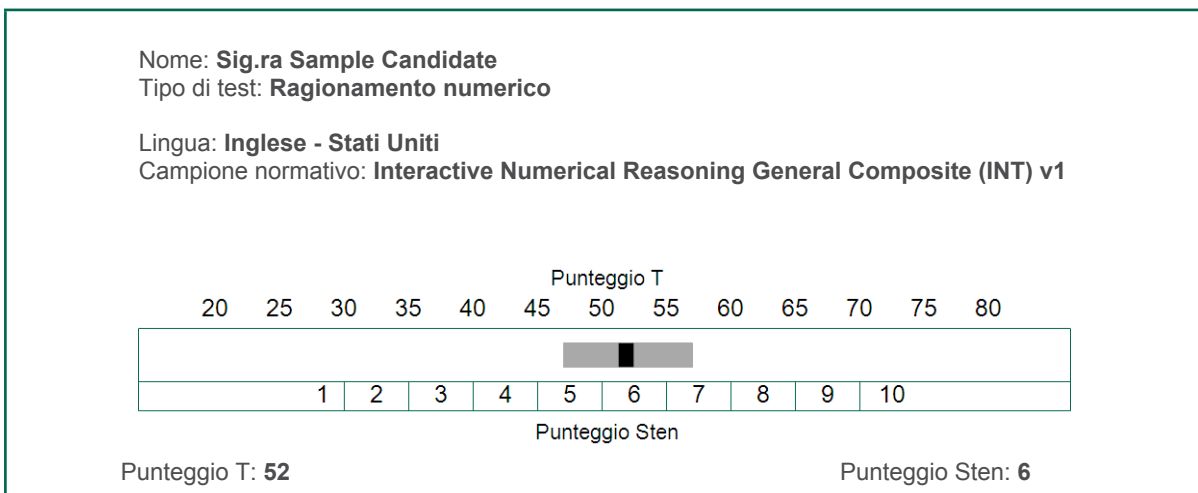 Nome: Sig.ra Sample Candidate
Tipo di test: Ragionamento numerico
Lingua: Inglese - Stati Uniti
Campione normativo: Interactive Numerical Reasoning General Composite (INT) v1
Punteggio T
20 25 30 35 40 45 50 55 60 65 70 75 80
1 2 3 4 5 6 7 8 9 10
Punteggio Sten
Punteggio T: 52 Punteggio Sten: 6